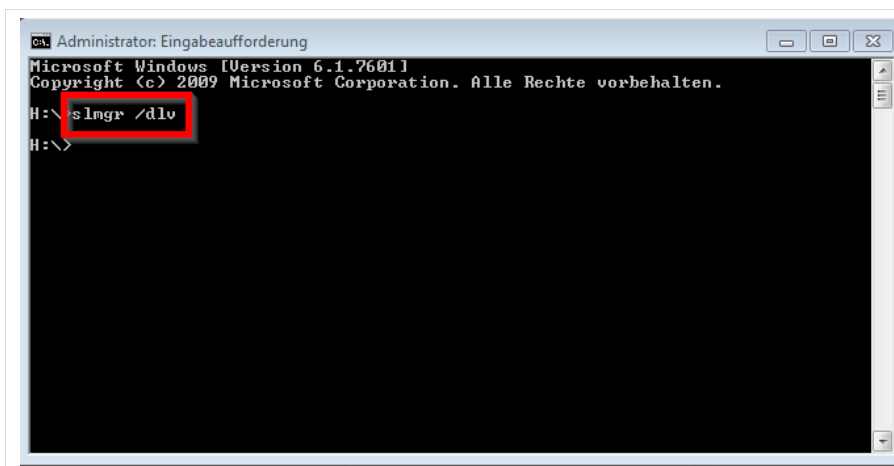 Administrator: Eingabeaufforderung
Microsoft Windows [Version 6.1.7601]
Copyright (c) 2009 Microsoft Corporation. Alle Rechte vorbehalten.
H:\>slmgr /dlv
H:\>